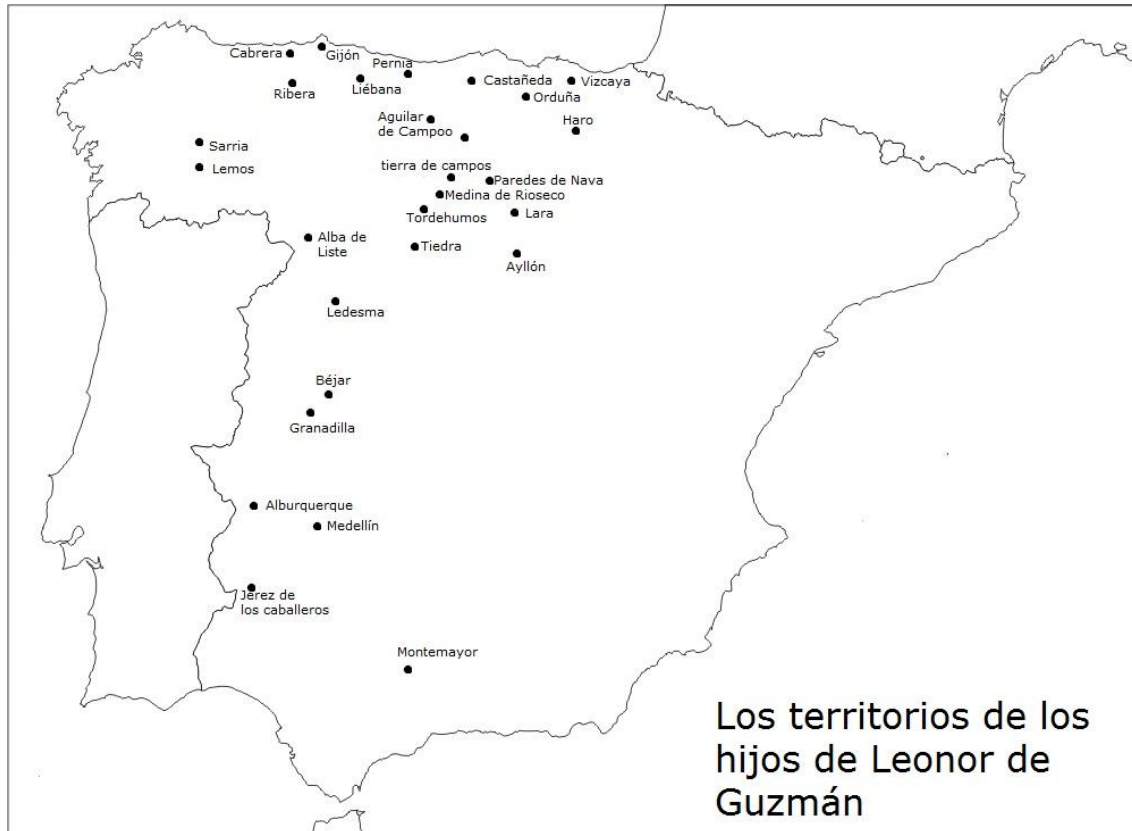 Cabrera
Gijón
Pernia
Ribera
Liébana
Castañeda
Vizcaya
Orduña
Aguilar
de Campoo
Haro
Sarria
Lemos
tierra de campos
Paredes de Nava
Medina de Rioseco
Tordehumos
Lara
Alba de
Liste
Tiedra
Ayllón
Ledesma
Béjar
Granadilla
Alburquerque
Medellín
Jerez de
los caballeros
Montemayor
Los territorios de los
hijos de Leonor de
Guzmán